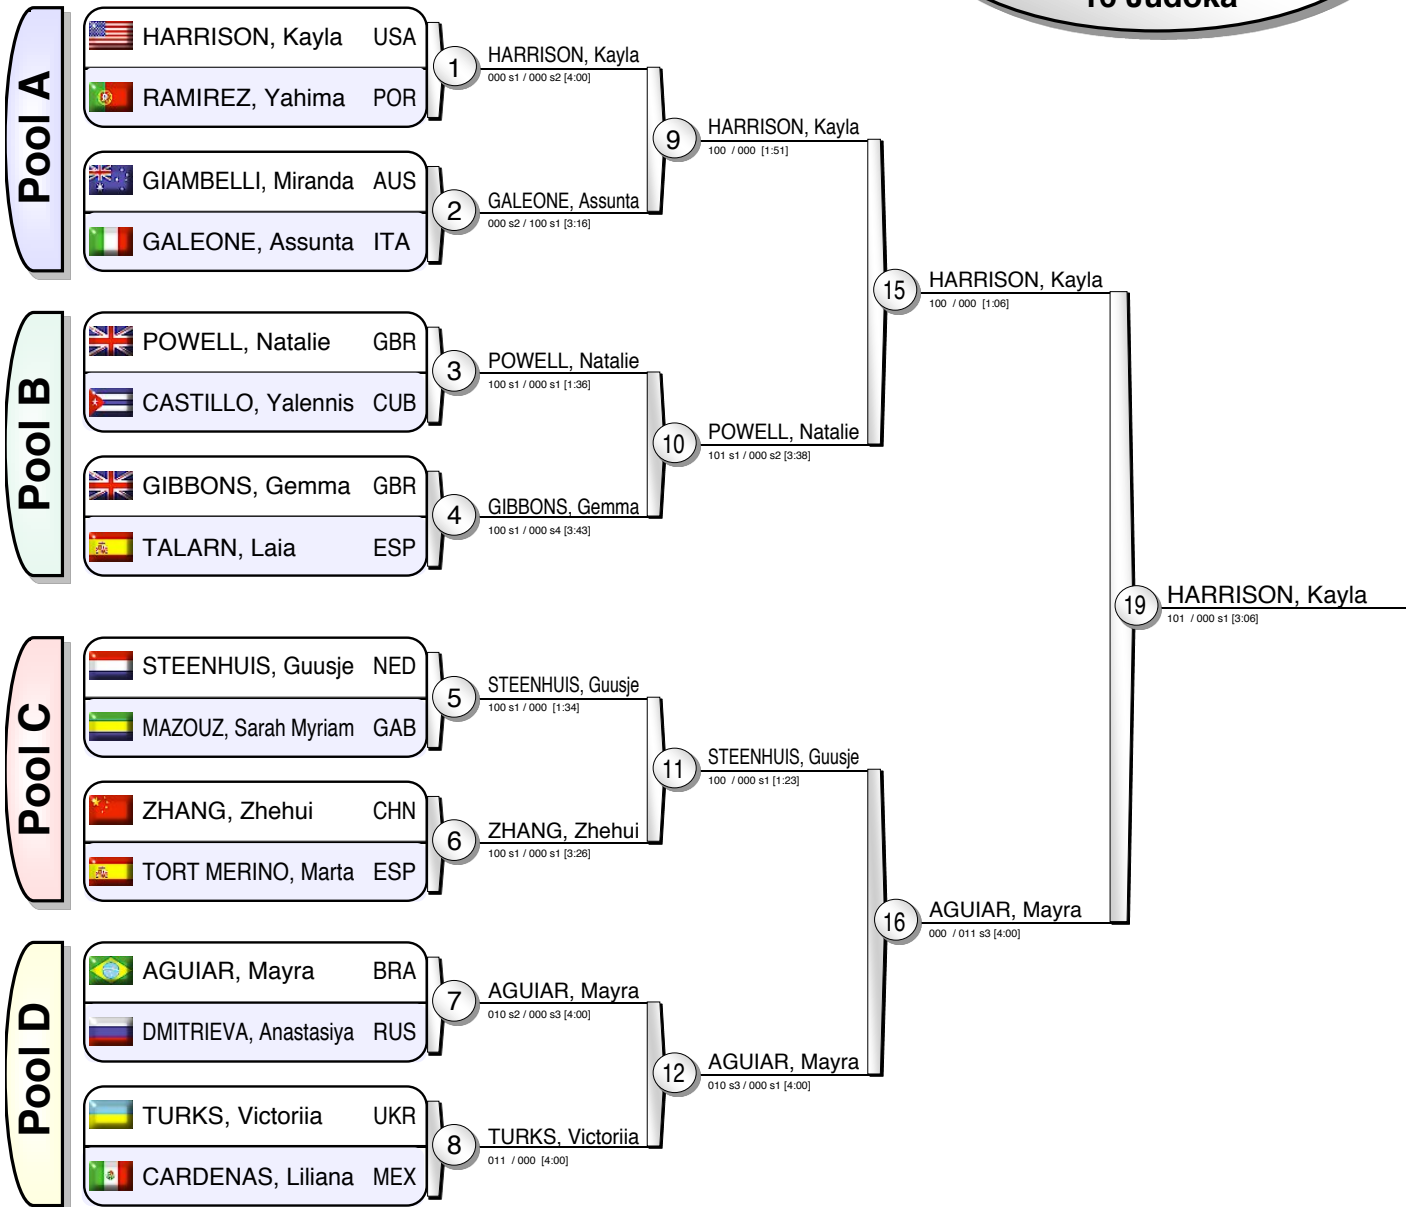 16 Judoka
Pool A
HARRISON, Kayla USA
RAMIREZ, Yahima POR
GIAMBELLI, Miranda AUS
GALEONE, Assunta ITA
1
HARRISON, Kayla
000 s1 / 000 s2 [4:00]
2
GALEONE, Assunta
000 s2 / 100 s1 [3:16]
9
HARRISON, Kayla
100 / 000 [1:51]
Pool B
POWELL, Natalie GBR
CASTILLO, Yalennis CUB
GIBBONS, Gemma GBR
TALARN, Laia ESP
3
POWELL, Natalie
100 s1 / 000 s1 [1:36]
4
GIBBONS, Gemma
100 s1 / 000 s4 [3:43]
10
POWELL, Natalie
101 s1 / 000 s2 [3:38]
15
HARRISON, Kayla
100 / 000 [1:06]
Pool C
STEENHUIS, Guusje NED
MAZOUZ, Sarah Myriam GAB
ZHANG, Zhehui CHN
TORT MERINO, Marta ESP
5
STEENHUIS, Guusje
100 s1 / 000 [1:34]
6
ZHANG, Zhehui
100 s1 / 000 s1 [3:26]
11
STEENHUIS, Guusje
100 / 000 s1 [1:23]
Pool D
AGUIAR, Mayra BRA
DMITRIEVA, Anastasiya RUS
TURKS, Victoriia UKR
CARDENAS, Liliana MEX
7
AGUIAR, Mayra
010 s2 / 000 s3 [4:00]
8
TURKS, Victoriia
011 / 000 [4:00]
12
AGUIAR, Mayra
010 s3 / 000 s1 [4:00]
16
AGUIAR, Mayra
000 / 011 s3 [4:00]
19
HARRISON, Kayla
101 / 000 s1 [3:06]